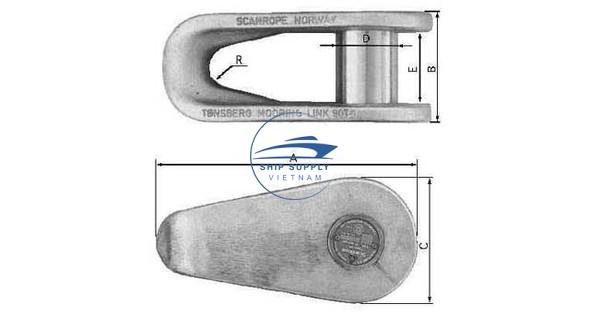 SCANROPE NORWAY
D
R
E
B
TØNSBERG MOORING LINK 90T
A
SHIP SUPPLY
VIETNAM
C